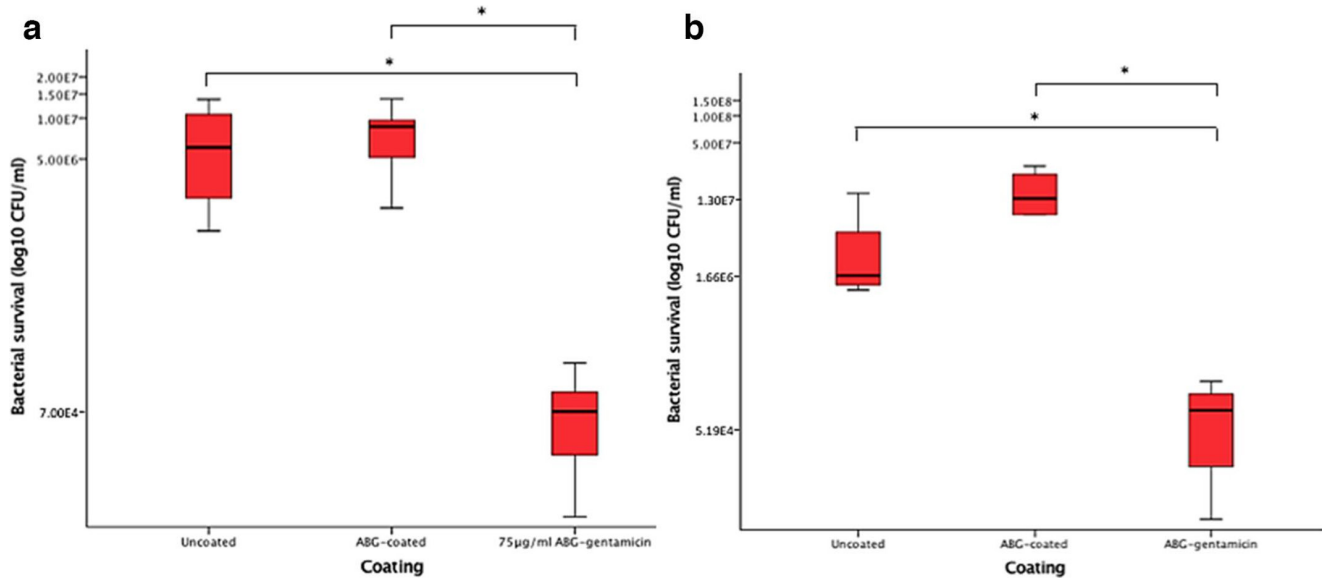 a
*
*
2.00E7
1.50E7
1.00E7
5.00E6
7.00E4
Bacterial survival (log10 CFU/ml)
Uncoated
ABG-coated
75µg/ml ABG-gentamicin
Coating
b
*
*
1.50E8
1.00E8
5.00E7
1.30E7
1.66E6
5.19E4
Bacterial survival (log10 CFU/ml)
Uncoated
ABG-coated
ABG-gentamicin
Coating